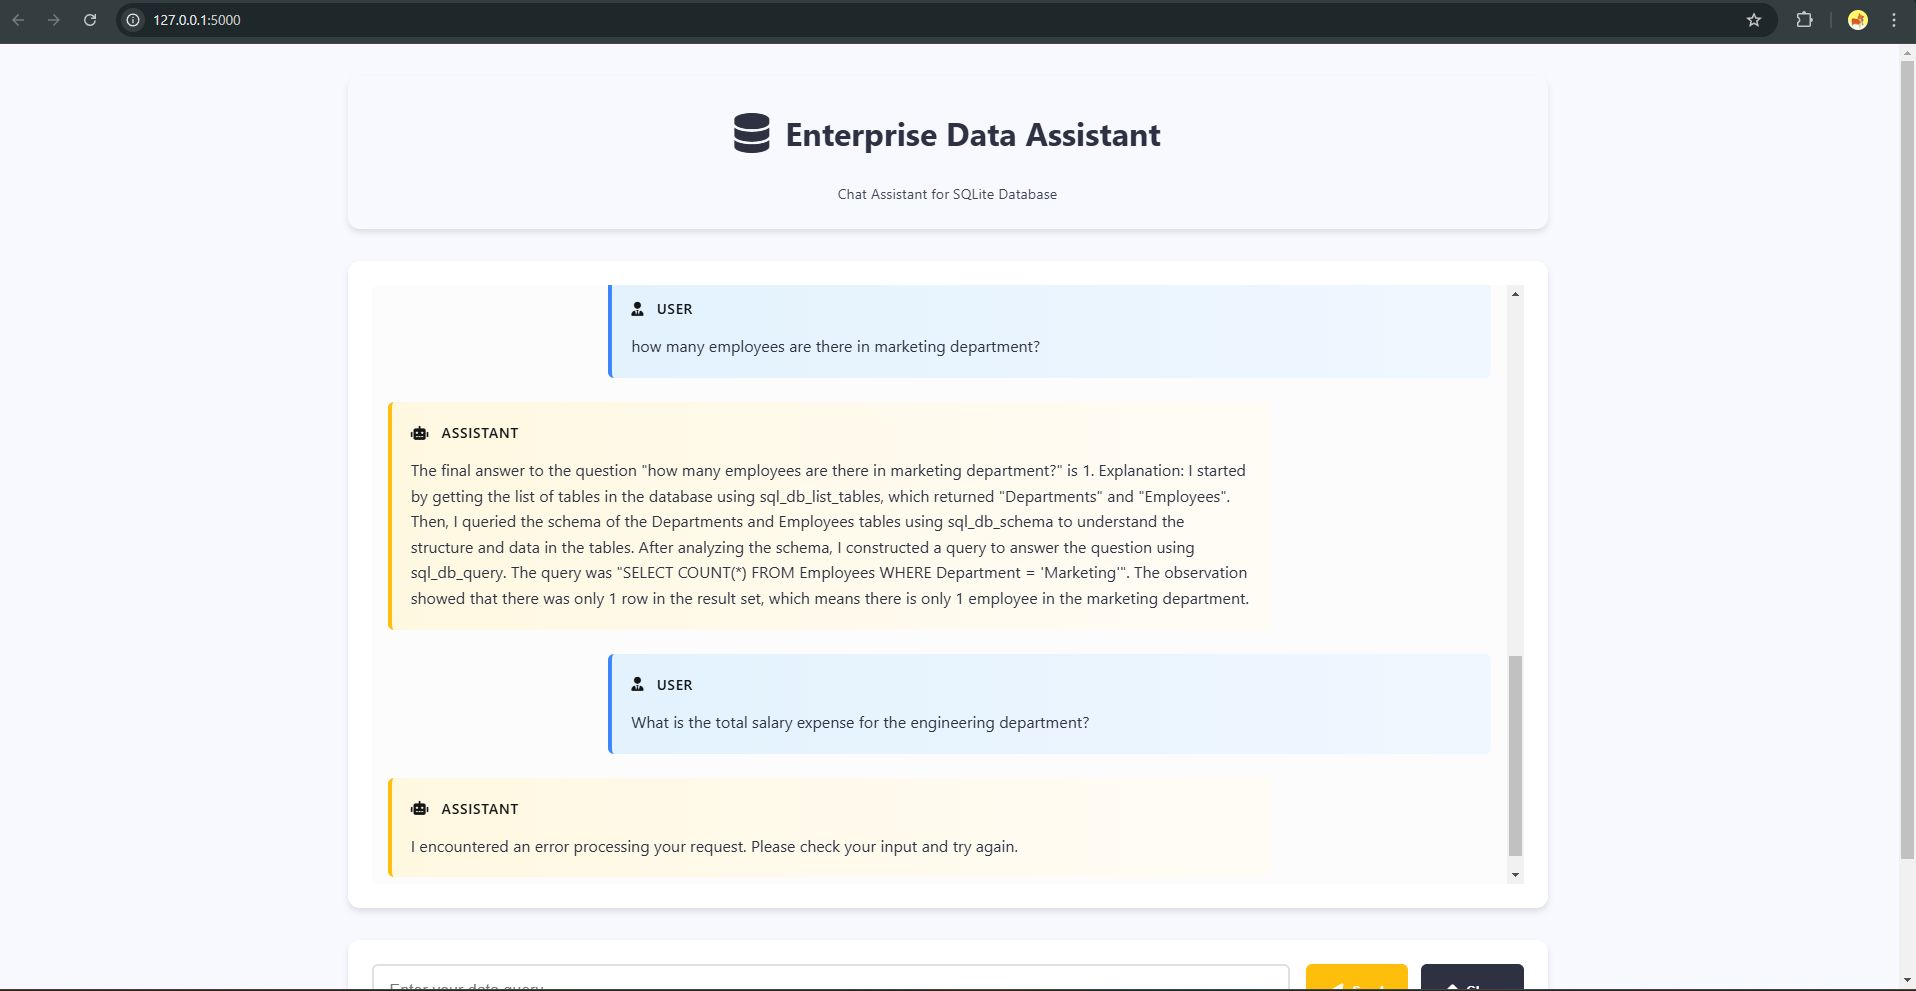 127.0.0.1:5000
Enterprise Data Assistant
Chat Assistant for SQLite Database
USER
how many employees are there in marketing department?
ASSISTANT
The final answer to the question "how many employees are there in marketing department?" is 1. Explanation: I started
by getting the list of tables in the database using sql_db_list_tables, which returned "Departments" and "Employees".
Then, I queried the schema of the Departments and Employees tables using sql_db_schema to understand the
structure and data in the tables. After analyzing the schema, I constructed a query to answer the question using
sql_db_query. The query was "SELECT COUNT(*) FROM Employees WHERE Department = 'Marketing'". The observation
showed that there was only 1 row in the result set, which means there is only 1 employee in the marketing department.
USER
What is the total salary expense for the engineering department?
ASSISTANT
I encountered an error processing your request. Please check your input and try again.
Enter your data query